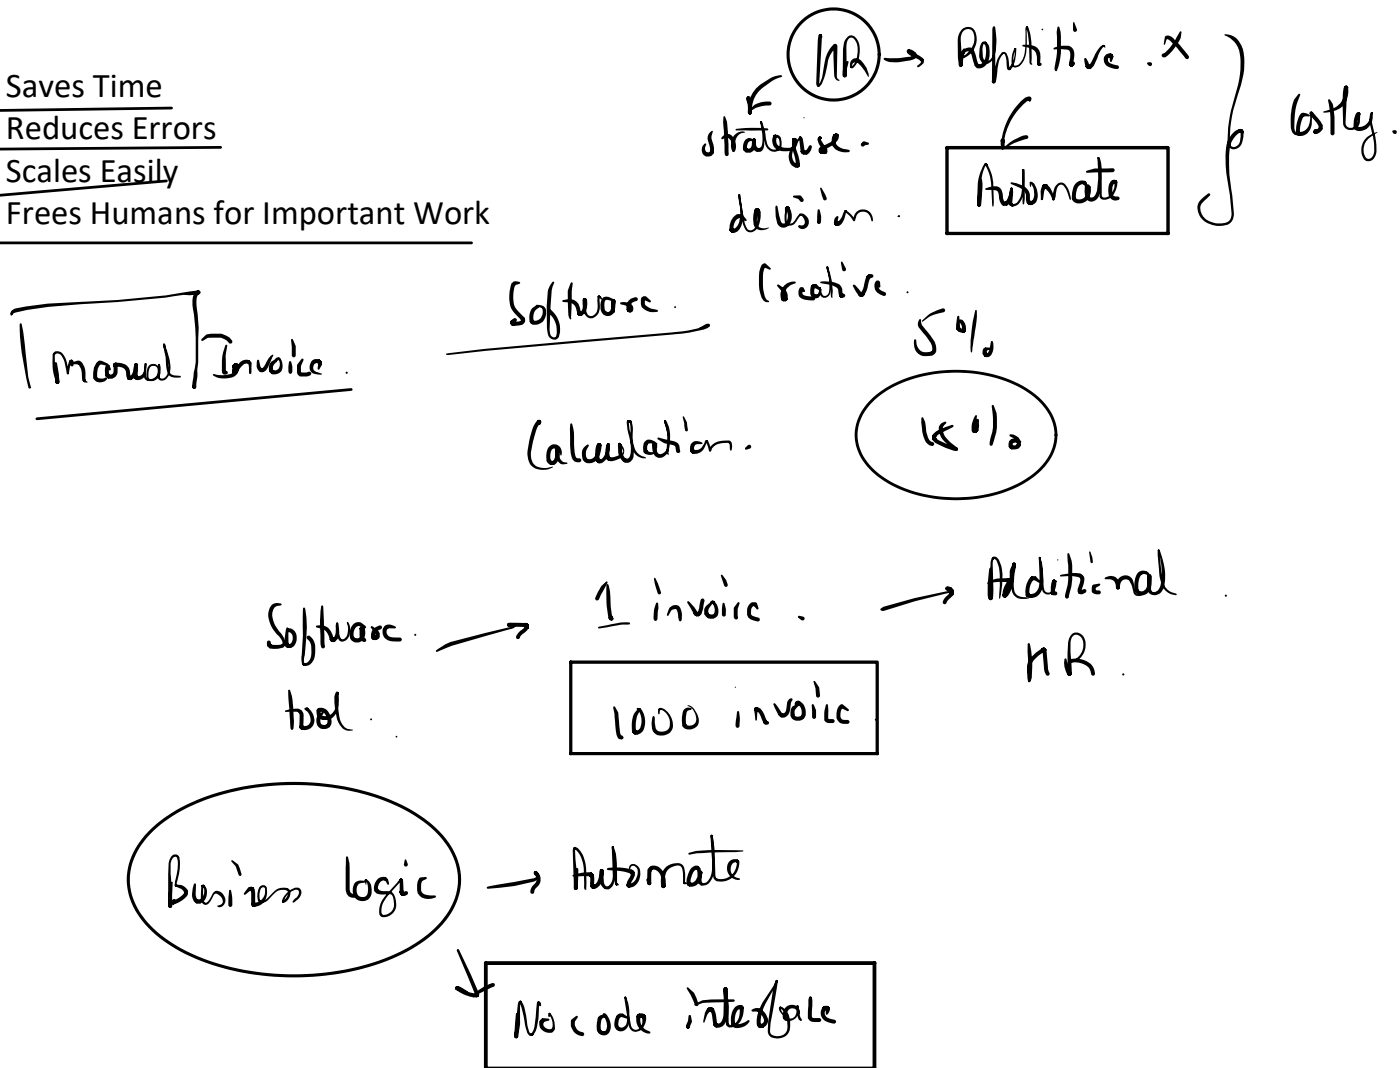 Saves Time
Reduces Errors
Scales Easily
Frees Humans for Important Work
HR → Repetitive . x
Costly.
strategise.
Automate
decision.
Creative.
Software.
Manual Invoice.
5%
Calculation.
18%
Software → 1 invoice. → Additional
tool.
HR.
1000 invoice
Business logic → Automate
No code interface